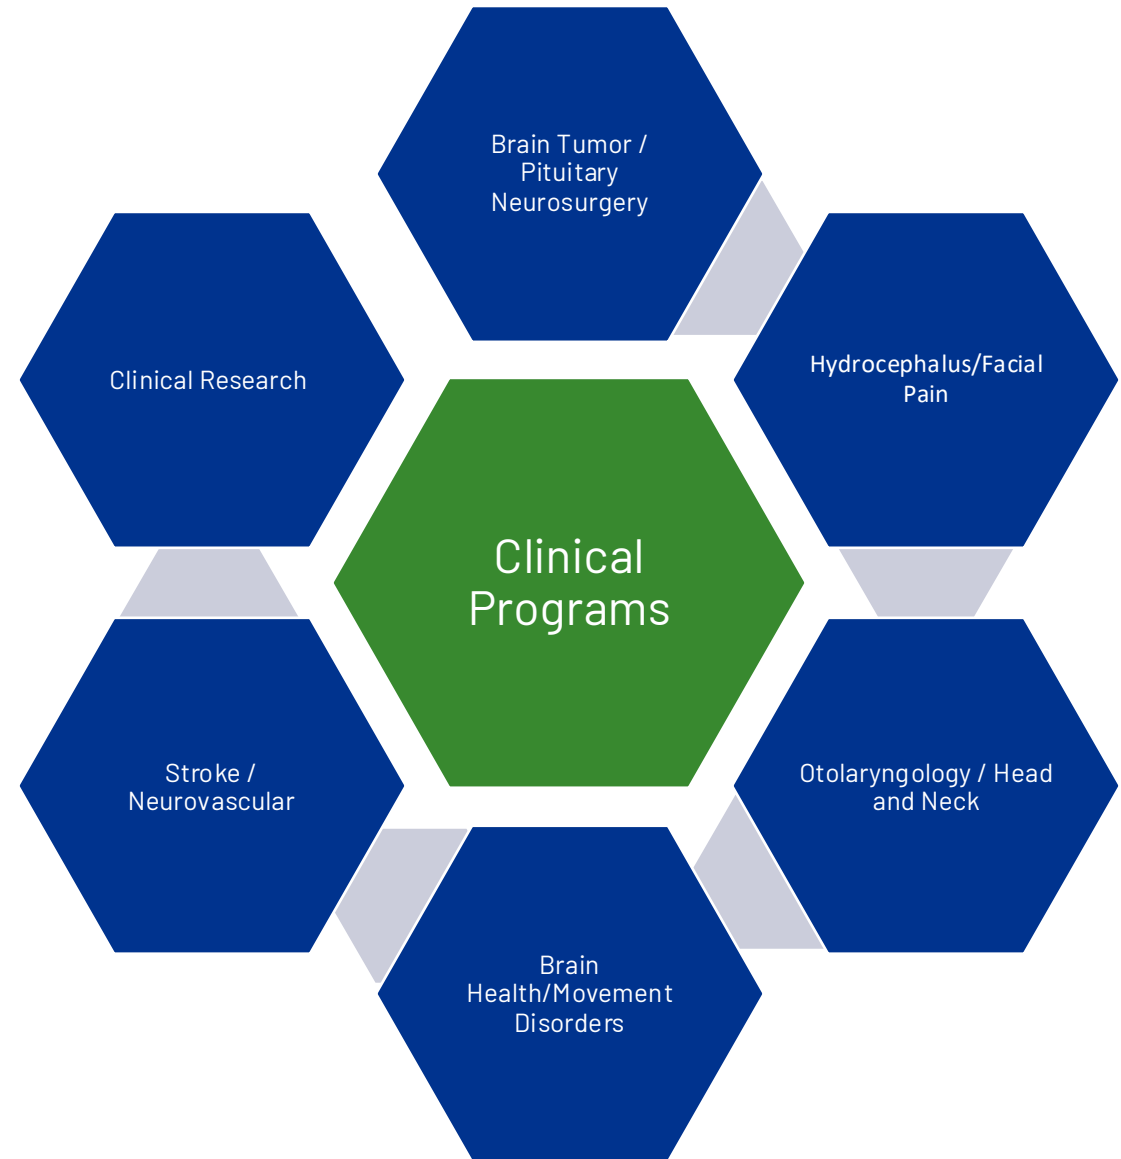 Brain Tumor /
Pituitary
Neurosurgery
Hydrocephalus/Facial
Pain
Clinical Research
Clinical
Programs
Stroke /
Neurovascular
Otolaryngology / Head
and Neck
Brain
Health/Movement
Disorders